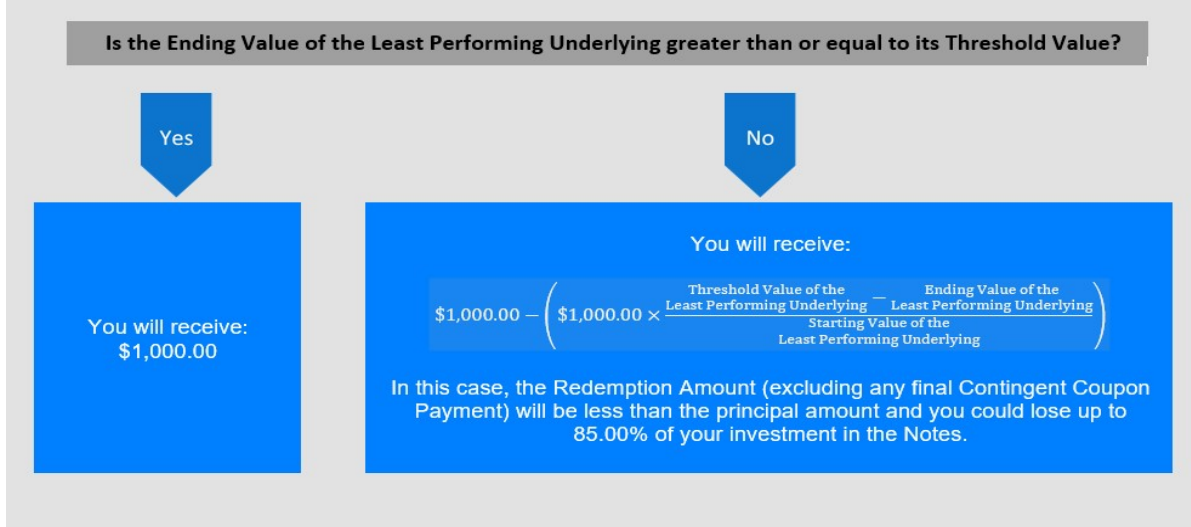 Is the Ending Value of the Least Performing Underlying greater than or equal to its Threshold Value?
Yes
No
You will receive:
$1,000.00
You will receive:
$1,000.00 − ($1,000.00 × (Threshold Value of the Least Performing Underlying − Ending Value of the Least Performing Underlying) / Starting Value of the Least Performing Underlying)
In this case, the Redemption Amount (excluding any final Contingent Coupon
Payment) will be less than the principal amount and you could lose up to
85.00% of your investment in the Notes.